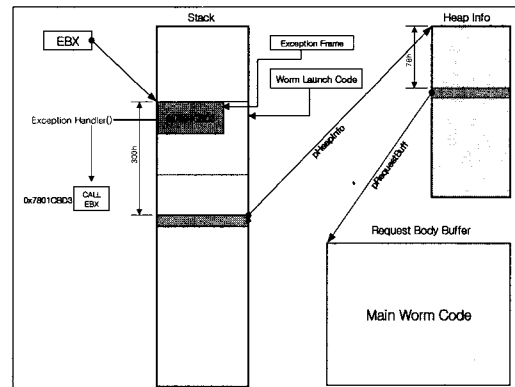 Stack
Heap Info
EBX
78h
Exception Frame
Worm Launch Code
Exception Handler()
300h
pHeapInfo
pRequestBuff
0x7801CBD3
CALL
EBX
Request Body Buffer
Main Worm Code